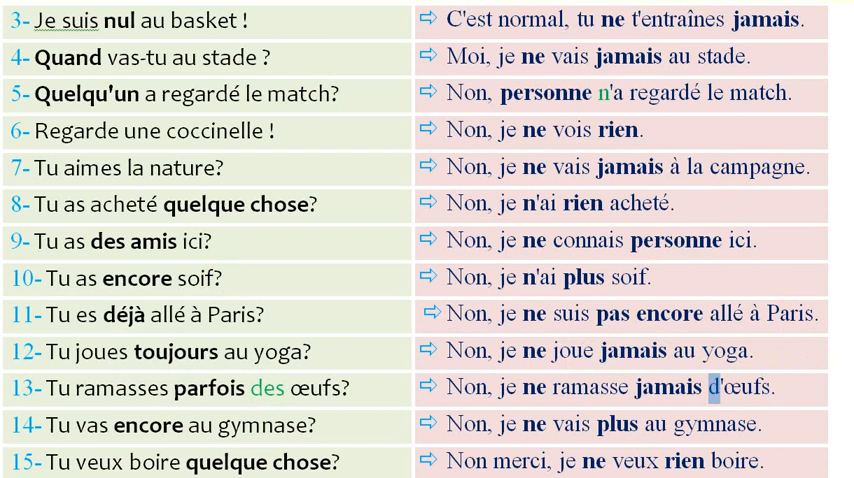 3- Je suis nul au basket ! ⇨ C'est normal, tu ne t'entraînes jamais.
4- Quand vas-tu au stade ? ⇨ Moi, je ne vais jamais au stade.
5- Quelqu'un a regardé le match? ⇨ Non, personne n'a regardé le match.
6- Regarde une coccinelle ! ⇨ Non, je ne vois rien.
7- Tu aimes la nature? ⇨ Non, je ne vais jamais à la campagne.
8- Tu as acheté quelque chose? ⇨ Non, je n'ai rien acheté.
9- Tu as des amis ici? ⇨ Non, je ne connais personne ici.
10- Tu as encore soif? ⇨ Non, je n'ai plus soif.
11- Tu es déjà allé à Paris? ⇨ Non, je ne suis pas encore allé à Paris.
12- Tu joues toujours au yoga? ⇨ Non, je ne joue jamais au yoga.
13- Tu ramasses parfois des œufs? ⇨ Non, je ne ramasse jamais d'œufs.
14- Tu vas encore au gymnase? ⇨ Non, je ne vais plus au gymnase.
15- Tu veux boire quelque chose? ⇨ Non merci, je ne veux rien boire.